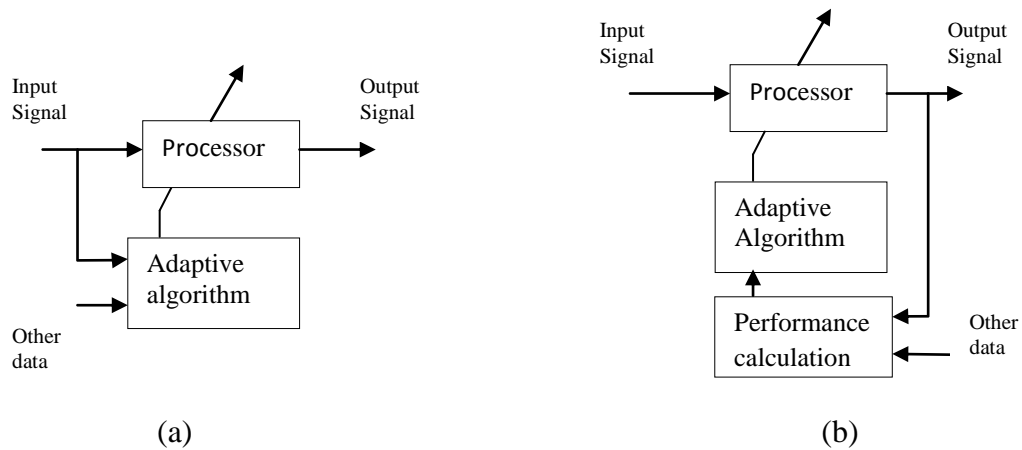 Input
Signal
Output
Signal
Processor
Adaptive
algorithm
Other
data
(a)
Input
Signal
Output
Signal
Processor
Adaptive
Algorithm
Performance
calculation
Other
data
(b)